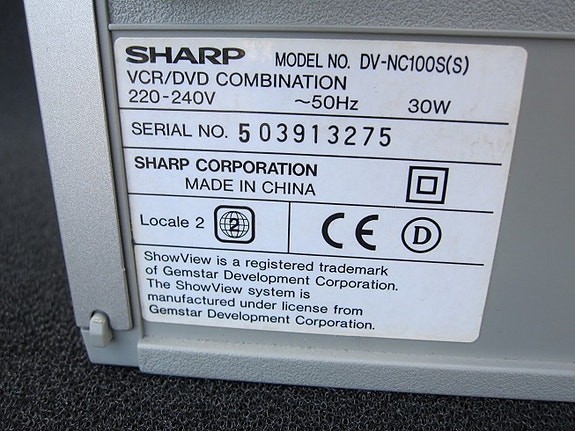 SHARP MODEL NO. DV-NC100S(S)
VCR/DVD COMBINATION
220-240V ~50Hz 30W
SERIAL NO. 503913275
SHARP CORPORATION
MADE IN CHINA
Locale 2 2 CE D
ShowView is a registered trademark
of Gemstar Development Corporation.
The ShowView system is
manufactured under license from
Gemstar Development Corporation.